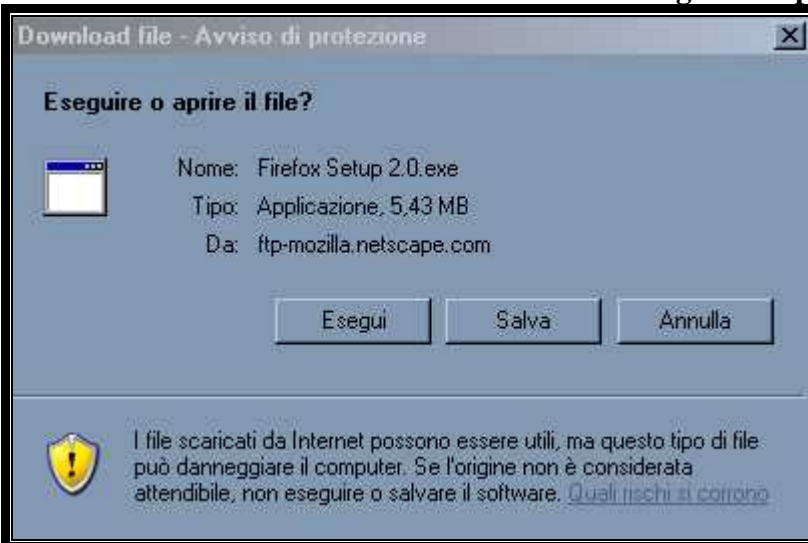 Download file - Avviso di protezione
Eseguire o aprire il file?
Nome: Firefox Setup 2.0.exe
Tipo: Applicazione, 5,43 MB
Da: ftp-mozilla.netscape.com
Esegui Salva Annulla
I file scaricati da Internet possono essere utili, ma questo tipo di file
può danneggiare il computer. Se l'origine non è considerata
attendibile, non eseguire o salvare il software. Quali rischi si corrono